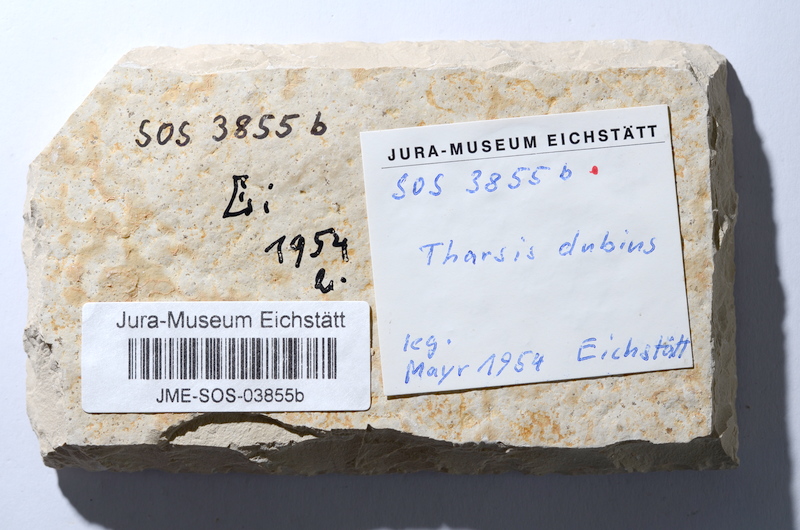 SOS 3855 b
Ei
1954
JURA-MUSEUM EICHSTÄTT
SOS 3855 b
Tharsis dubius
leg.
Mayr 1954 Eichstätt
Jura-Museum Eichstätt
JME-SOS-03855b